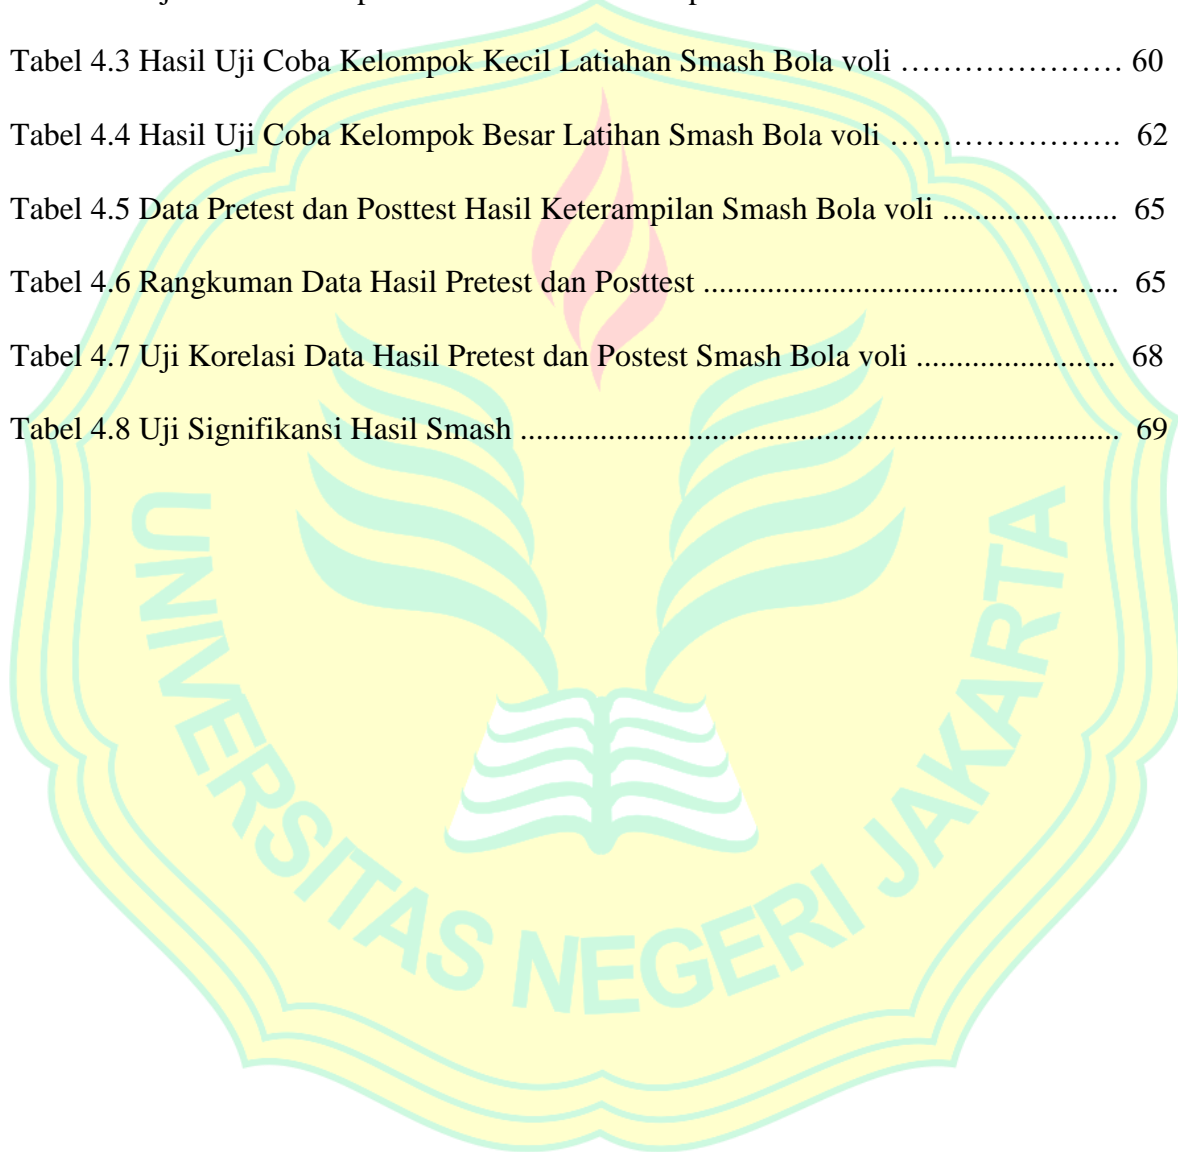 Tabel 4.3 Hasil Uji Coba Kelompok Kecil Latiahan Smash Bola voli ………………… 60
Tabel 4.4 Hasil Uji Coba Kelompok Besar Latihan Smash Bola voli …………………. 62
Tabel 4.5 Data Pretest dan Posttest Hasil Keterampilan Smash Bola voli ...................... 65
Tabel 4.6 Rangkuman Data Hasil Pretest dan Posttest ..................................................... 65
Tabel 4.7 Uji Korelasi Data Hasil Pretest dan Postest Smash Bola voli ......................... 68
Tabel 4.8 Uji Signifikansi Hasil Smash ............................................................................ 69
UNIVERSITAS NEGERI JAKARTA